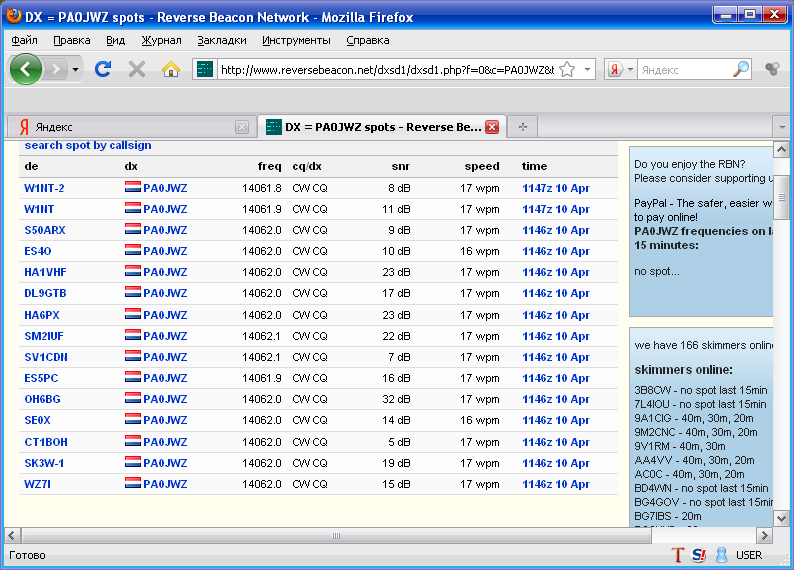 DX = PA0JWZ spots - Reverse Beacon Network - Mozilla Firefox
Файл Правка Вид Журнал Закладки Инструменты Справка
http://www.reversebeacon.net/dxsd1/dxsd1.php?f=0&c=PA0JWZ&t
Яндекс
Яндекс
DX = PA0JWZ spots - Reverse Be...
search spot by callsign
de dx freq cq/dx snr speed time
W1NT-2 PA0JWZ 14061.8 CW CQ 8 dB 17 wpm 1147z 10 Apr
W1NT PA0JWZ 14061.9 CW CQ 11 dB 17 wpm 1147z 10 Apr
S50ARX PA0JWZ 14062.0 CW CQ 9 dB 17 wpm 1146z 10 Apr
ES4O PA0JWZ 14062.0 CW CQ 10 dB 16 wpm 1146z 10 Apr
HA1VHF PA0JWZ 14062.0 CW CQ 23 dB 17 wpm 1146z 10 Apr
DL9GTB PA0JWZ 14062.0 CW CQ 17 dB 17 wpm 1146z 10 Apr
HA6PX PA0JWZ 14062.0 CW CQ 23 dB 17 wpm 1146z 10 Apr
SM2IUF PA0JWZ 14062.1 CW CQ 22 dB 17 wpm 1146z 10 Apr
SV1CDN PA0JWZ 14062.1 CW CQ 7 dB 17 wpm 1146z 10 Apr
ES5PC PA0JWZ 14061.9 CW CQ 16 dB 17 wpm 1146z 10 Apr
OH6BG PA0JWZ 14062.0 CW CQ 32 dB 17 wpm 1146z 10 Apr
SE0X PA0JWZ 14062.0 CW CQ 14 dB 16 wpm 1146z 10 Apr
CT1BOH PA0JWZ 14062.0 CW CQ 5 dB 17 wpm 1146z 10 Apr
SK3W-1 PA0JWZ 14062.0 CW CQ 19 dB 17 wpm 1146z 10 Apr
WZ7I PA0JWZ 14062.0 CW CQ 15 dB 17 wpm 1146z 10 Apr
Do you enjoy the RBN?
Please consider supporting u
PayPal - The safer, easier w
to pay online!
PA0JWZ frequencies on la
15 minutes:
no spot...
we have 166 skimmers onlin
skimmers online:
3B8CW - no spot last 15min
7L4IOU - no spot last 15min
9A1CIG - 40m, 30m, 20m
9M2CNC - 40m, 30m, 20m
9V1RM - 40m, 30m
AA4VV - 40m, 30m, 20m
AC0C - 40m, 30m, 20m
BD4WN - no spot last 15min
BG4GOV - no spot last 15min
BG7IBS - 20m
Готово
USER